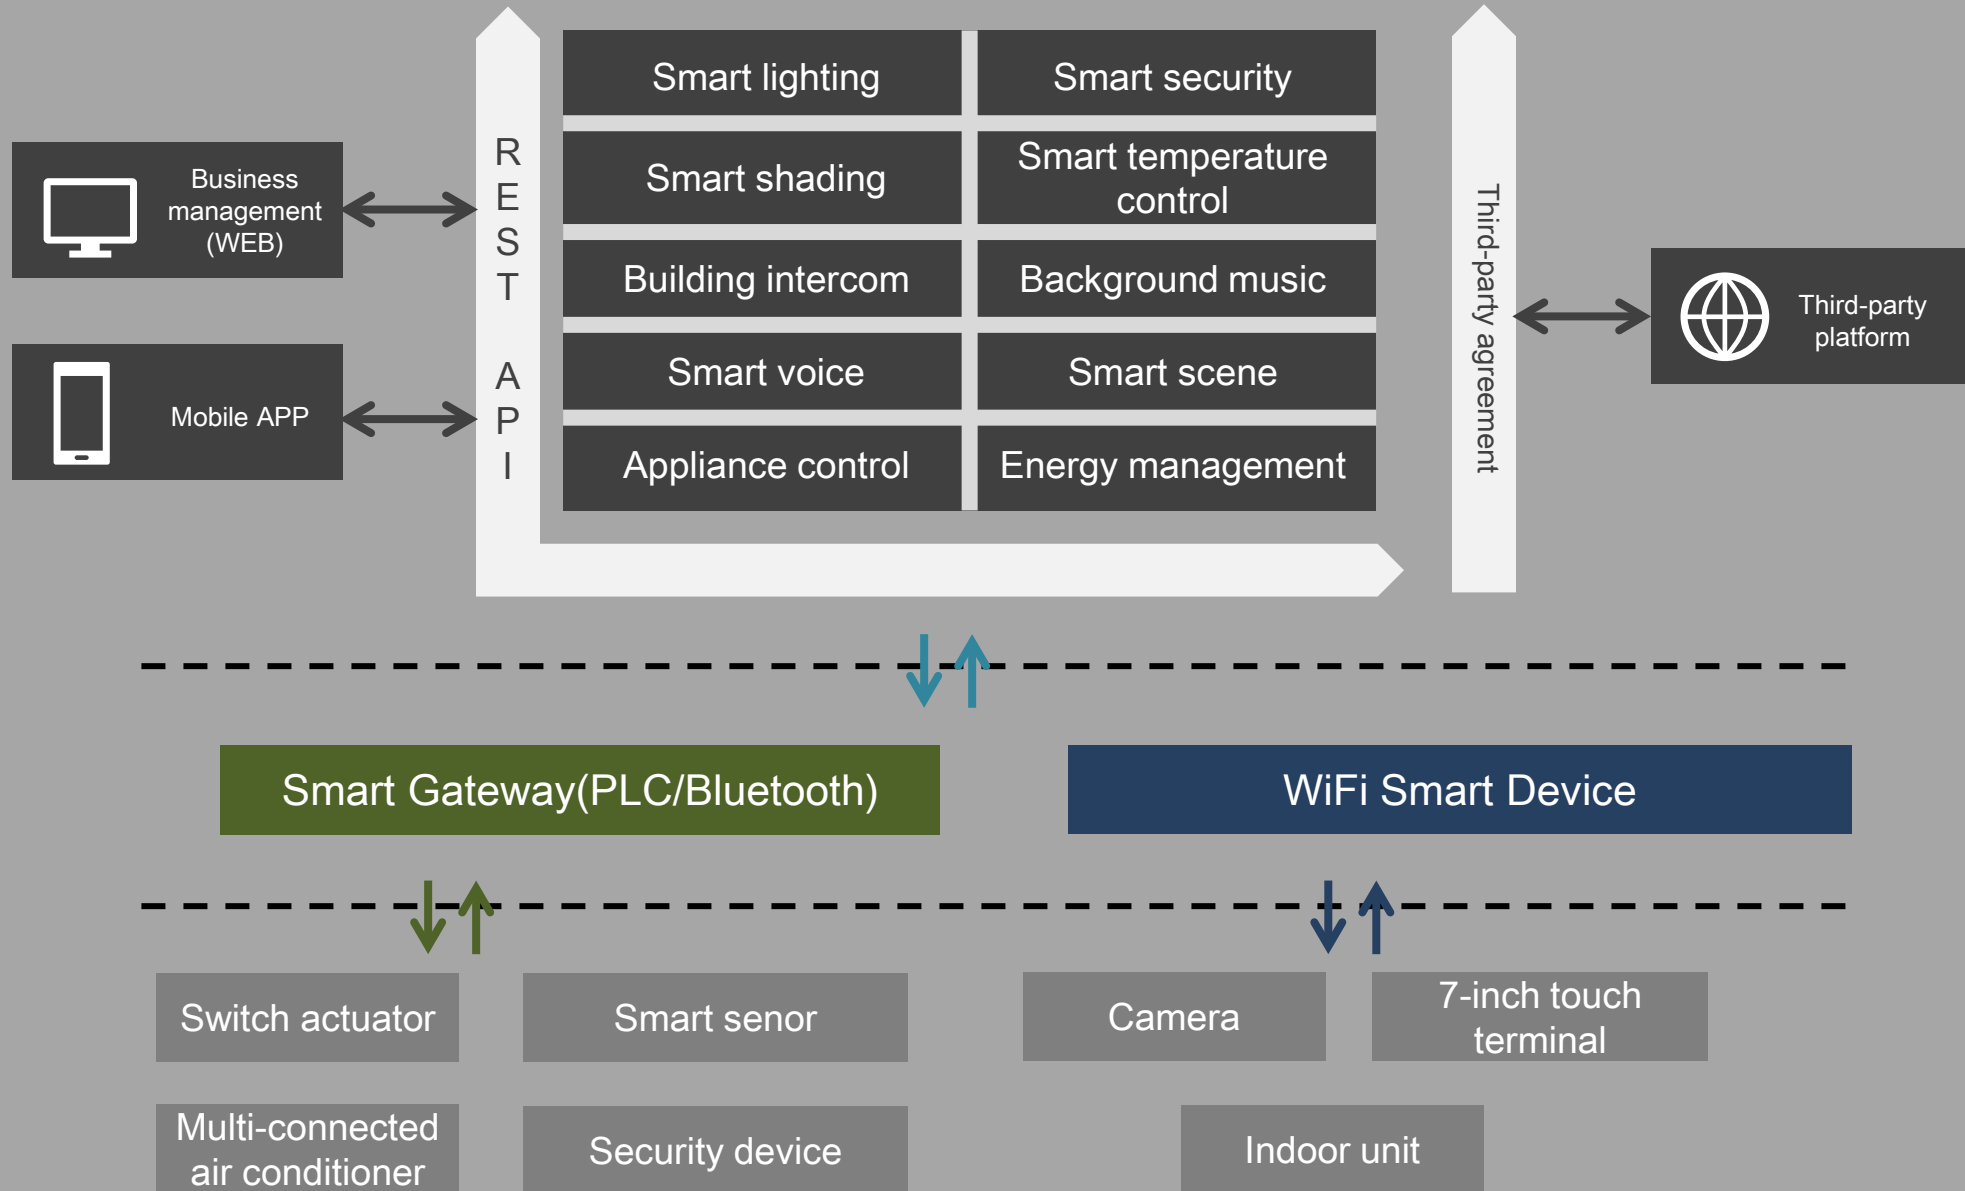 Smart lighting
Smart security
Smart shading
Smart temperature
control
Building intercom
Background music
Smart voice
Smart scene
Appliance control
Energy management
REST API
Business
management
(WEB)
Mobile APP
Third-party agreement
Third-party
platform
Smart Gateway(PLC/Bluetooth)
WiFi Smart Device
Switch actuator
Smart senor
Camera
7-inch touch
terminal
Multi-connected
air conditioner
Security device
Indoor unit